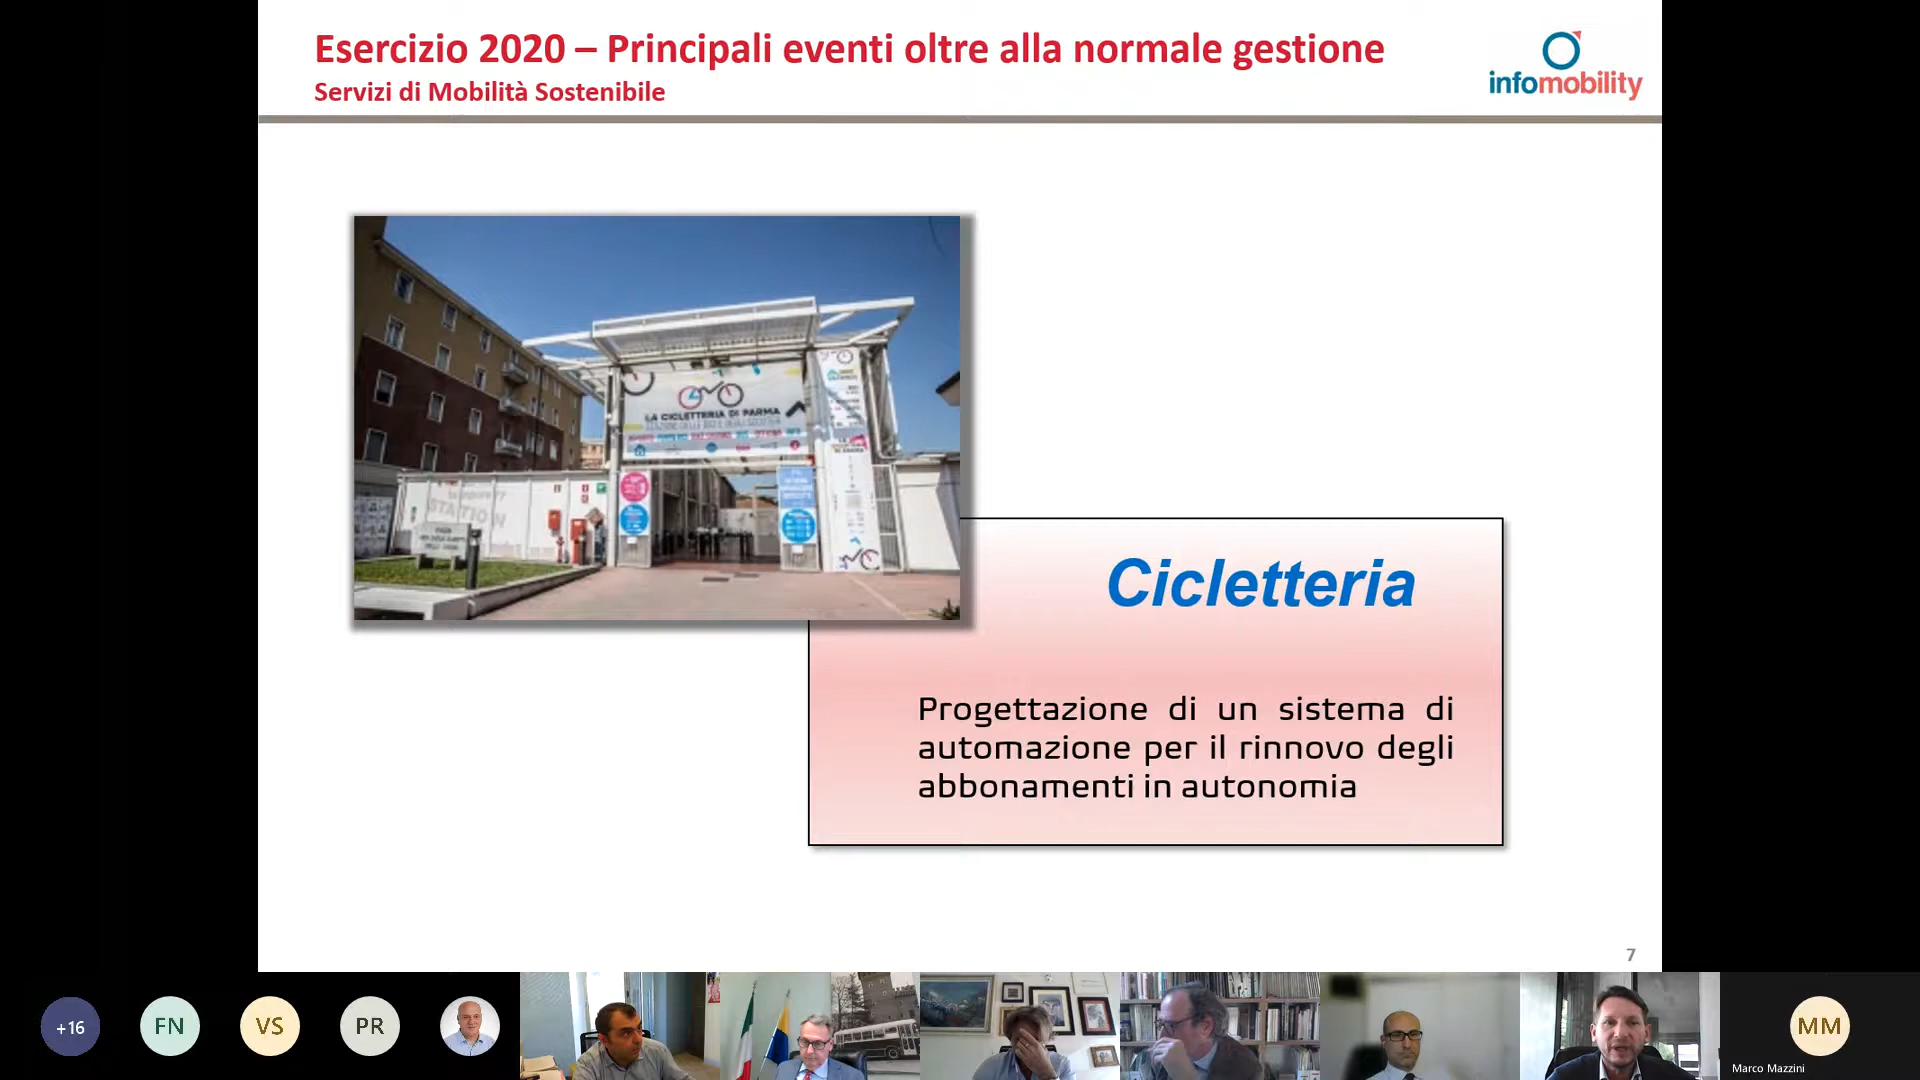 Esercizio 2020 – Principali eventi oltre alla normale gestione
Servizi di Mobilità Sostenibile
infomobility
LA CICLETTERIA DI PARMA
STATION
Cicletteria
Progettazione di un sistema di
automazione per il rinnovo degli
abbonamenti in autonomia
7
+16
FN
VS
PR
MM
Marco Mazzini